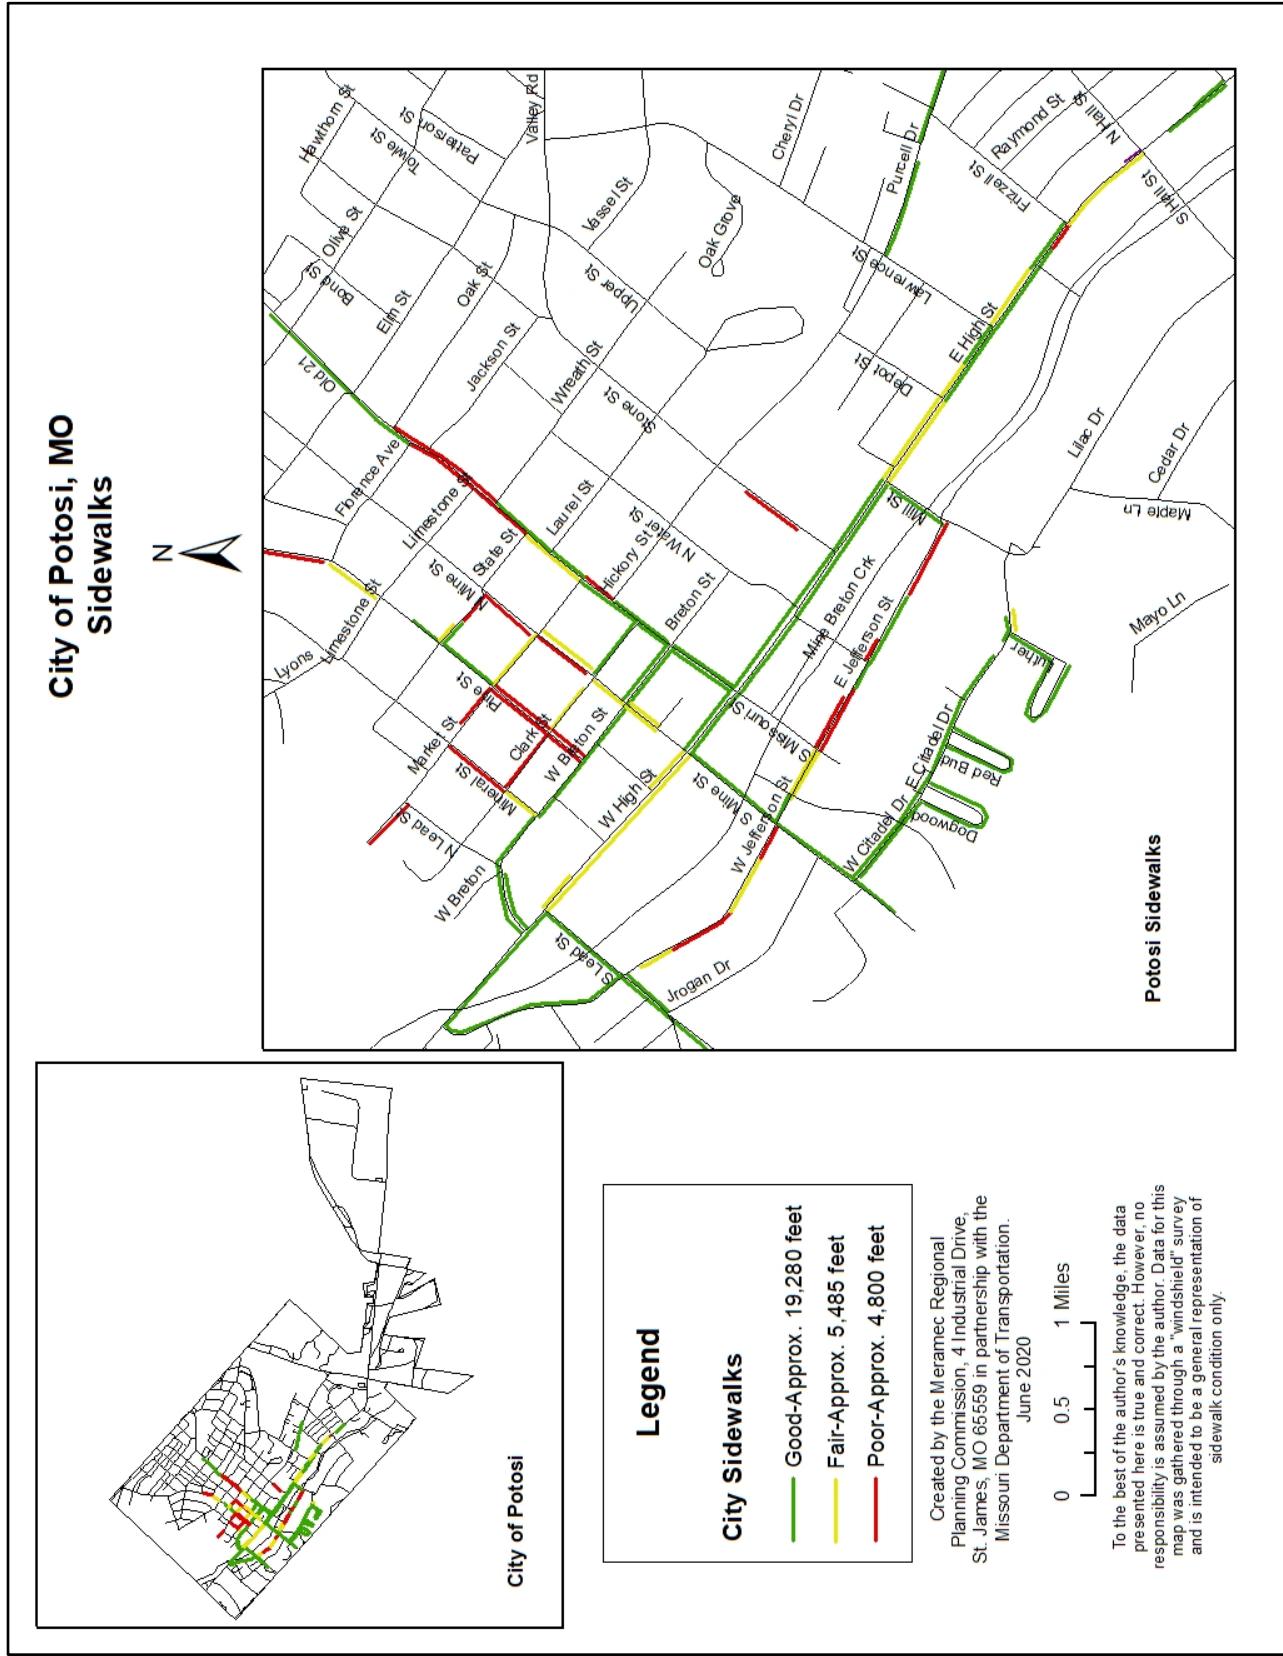 City of Potosi, MO
Sidewalks
N
City of Potosi
Legend
City Sidewalks
Good-Approx. 19,280 feet
Fair-Approx. 5,485 feet
Poor-Approx. 4,800 feet
Created by the Meramec Regional
Planning Commission, 4 Industrial Drive,
St. James, MO 65559 in partnership with the
Missouri Department of Transportation.
June 2020
0 0.5 1 Miles
To the best of the author's knowledge, the data
presented here is true and correct. However, no
responsibility is assumed by the author. Data for this
map was gathered through a "windshield" survey
and is intended to be a general representation of
sidewalk condition only.
Potosi Sidewalks
Hawthorn St
Towle St
Patterson St
Valley Rd
Olive St
Bond St
Elm St
Oak St
Jackson St
Vassel St
Upper St
Oak Grove
Cheryl Dr
Purcell Dr
Raymond St
N Hall St
Frizzell St
S Hall St
Old 21
Florence Ave
Limestone St
State St
Laurel St
Wreath St
Stone St
Hickory St
N Water St
Lawrence St
Depot St
E High St
Lyons
Limestone St
N Mine St
Pine St
Market St
Clark St
Mineral St
N Lead St
W Breton
W Breton St
Breton St
W High St
Mill St
Mine Breton Crk
E Jefferson St
S Missouri St
S Mine St
W Jefferson St
S Lead St
Jrogan Dr
W Citadel Dr
E Citadel Dr
Dogwood
Red Bud
Luther
Mayo Ln
Maple Ln
Lilac Dr
Cedar Dr